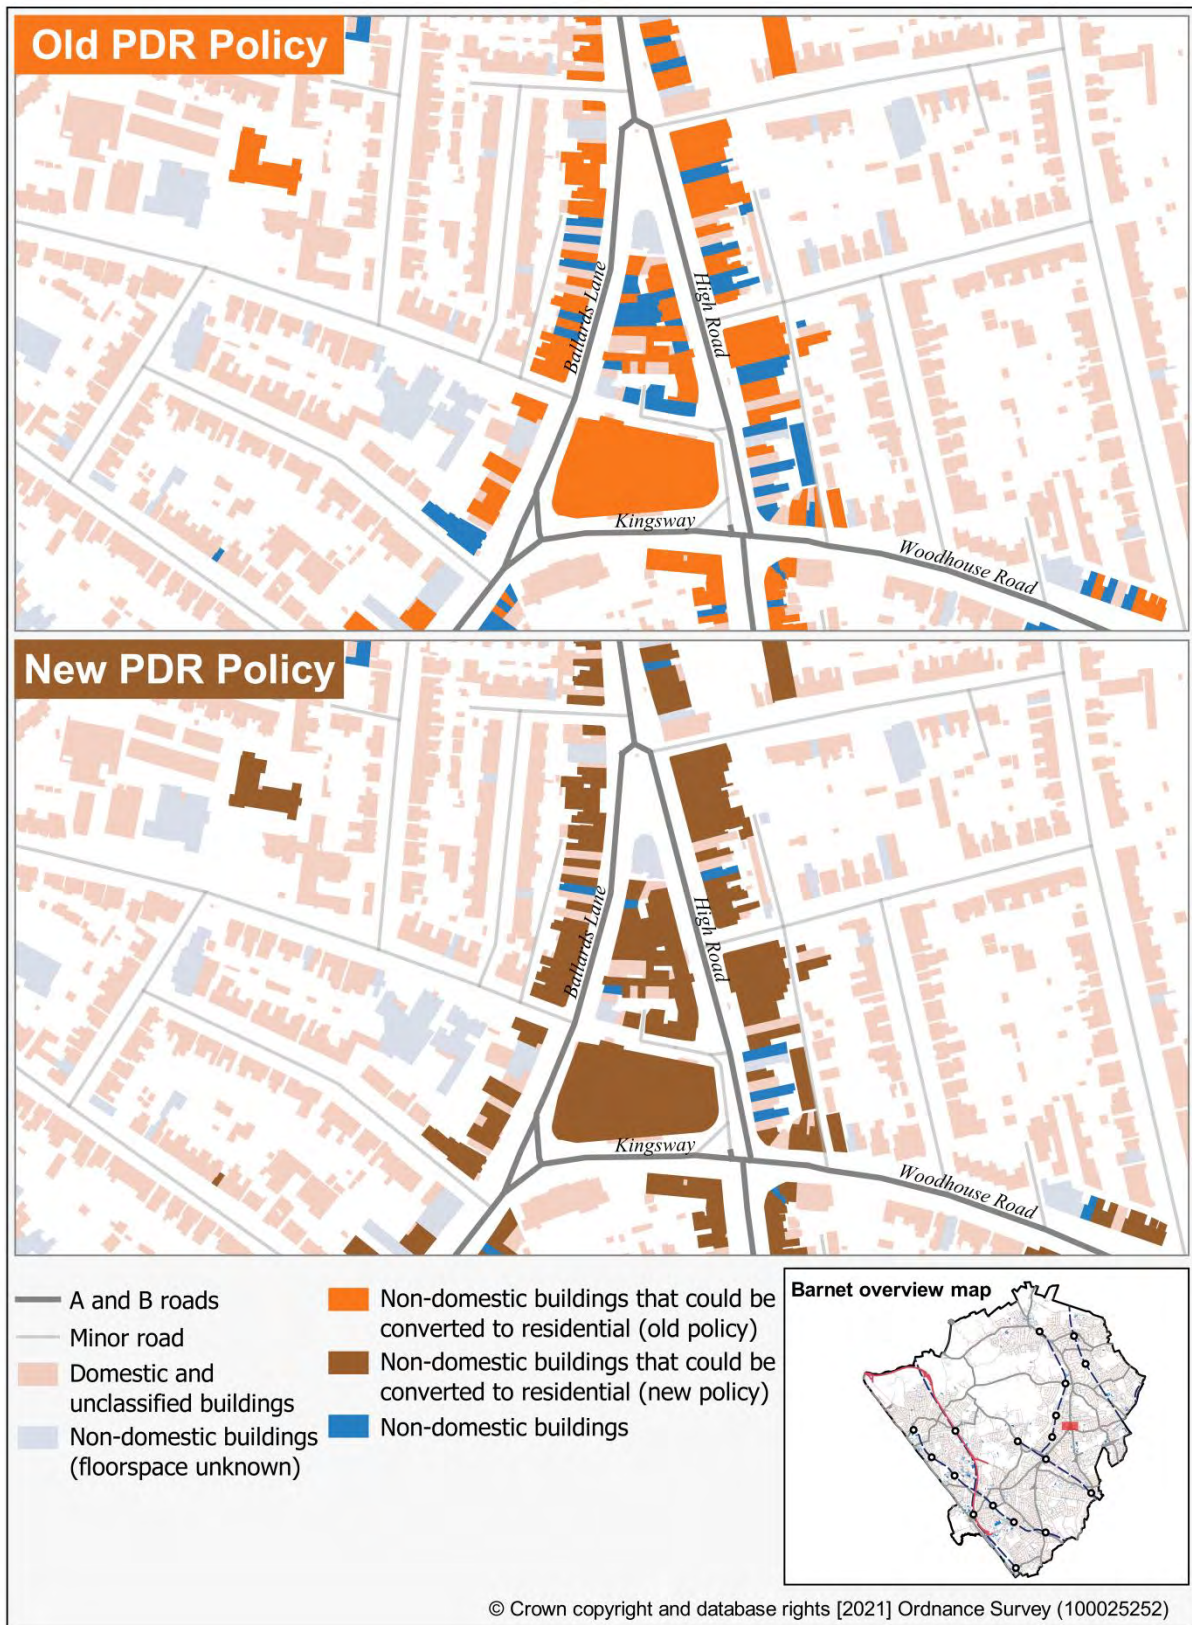 Old PDR Policy
Ballards Lane
High Road
Kingsway
Woodhouse Road
New PDR Policy
Ballards Lane
High Road
Kingsway
Woodhouse Road
A and B roads
Minor road
Domestic and
unclassified buildings
Non-domestic buildings
(floorspace unknown)
Non-domestic buildings that could be
converted to residential (old policy)
Non-domestic buildings that could be
converted to residential (new policy)
Non-domestic buildings
Barnet overview map
© Crown copyright and database rights [2021] Ordnance Survey (100025252)